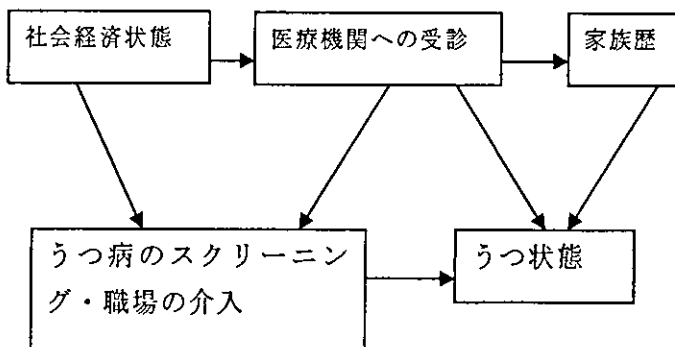 社会経済状態
医療機関への受診
家族歴
うつ病のスクリーニン
グ・職場の介入
うつ状態